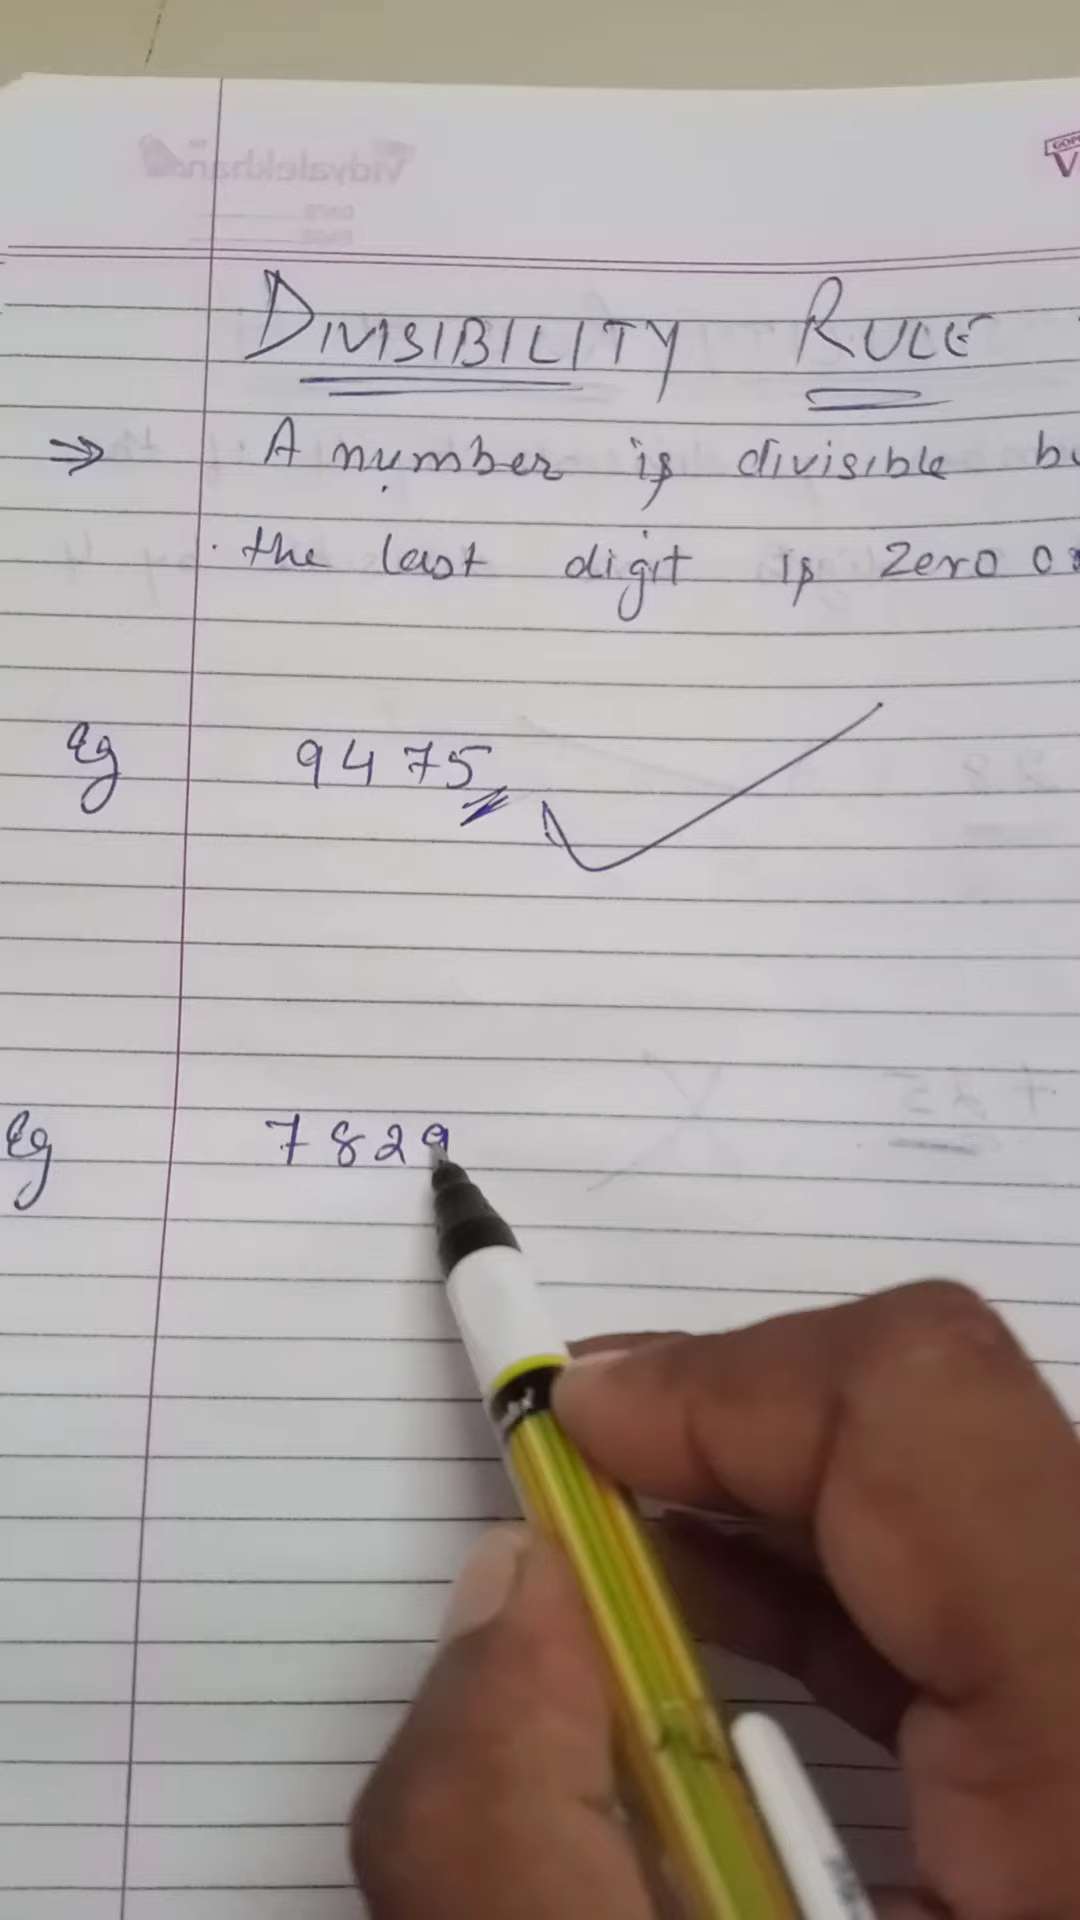 DIVISIBILITY RULE
⇒ A number is divisible
the last digit is Zero
Eg 9475
Eg 7829